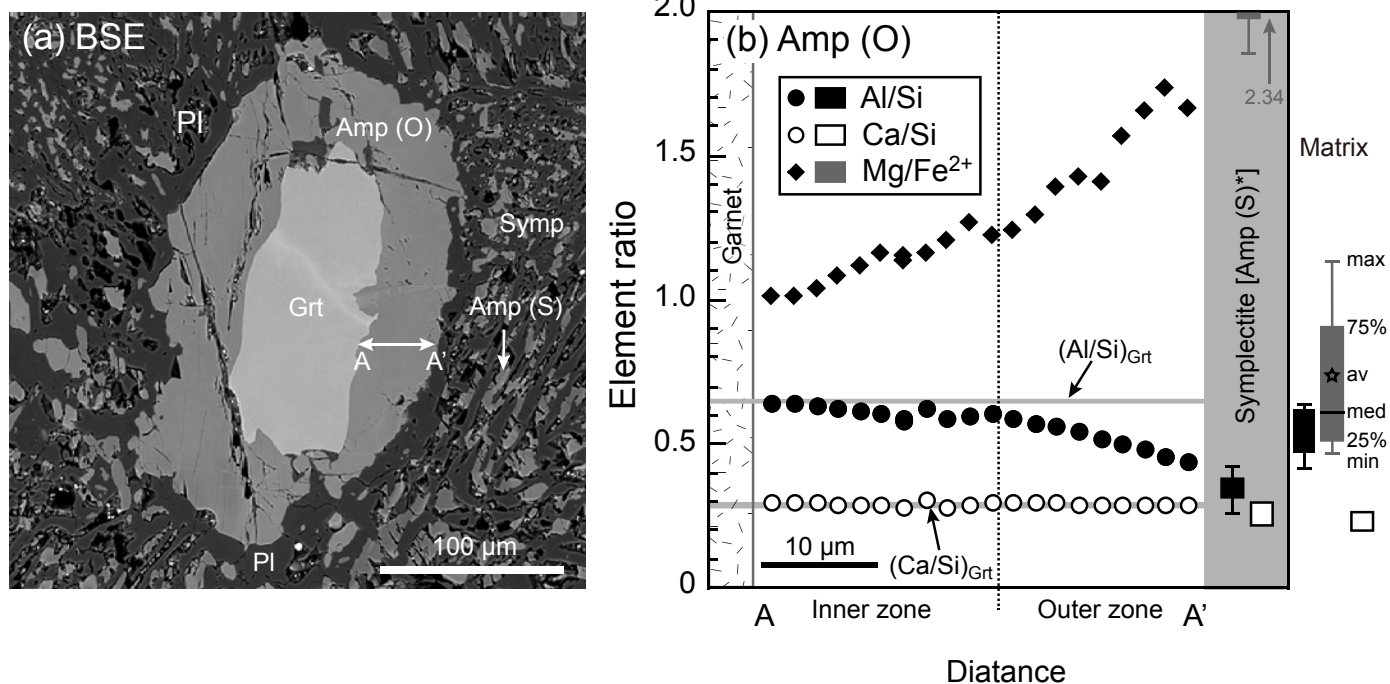 (a) BSE
Pl
Amp (O)
Symp
Grt
Amp (S)
A
A’
100 µm
Pl
(b) Amp (O)
Al/Si
Ca/Si
Mg/Fe²⁺
2.0
1.5
1.0
0.5
0
Element ratio
Garnet
(Al/Si)Grt
(Ca/Si)Grt
10 µm
2.34
Symplectite [Amp (S)*]
Matrix
max
75%
av
med
25%
min
A
Inner zone
Outer zone
A’
Diatance